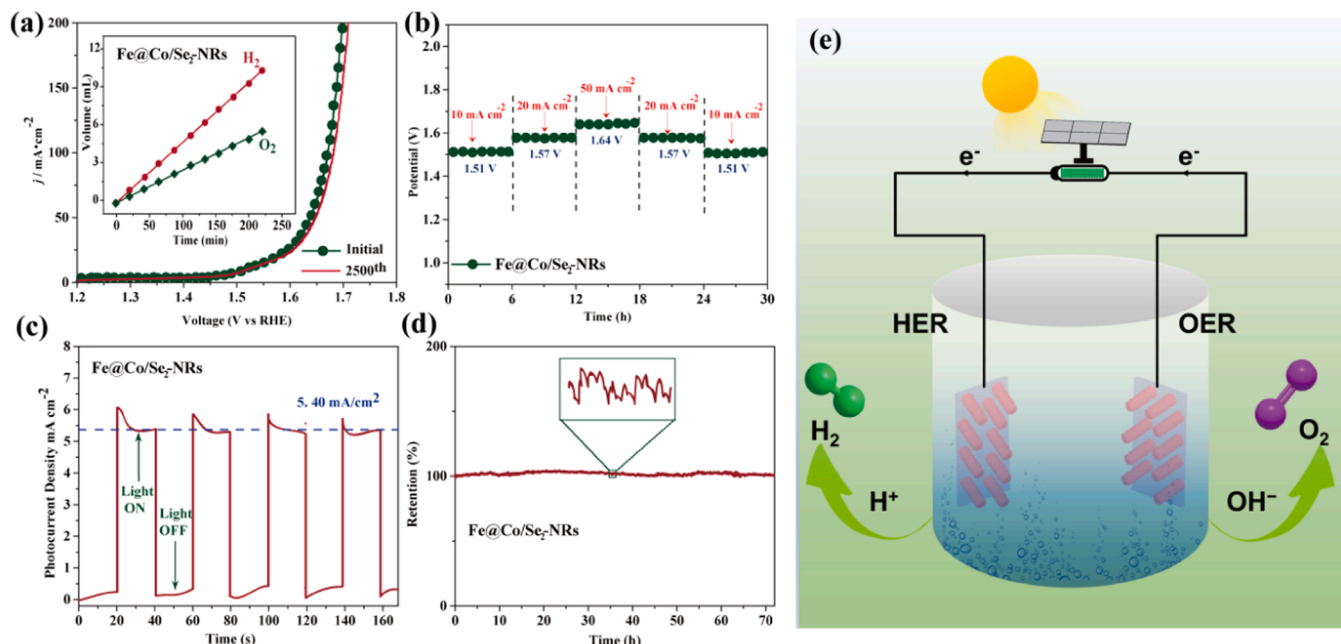 (a)
Fe@Co/Se₂-NRs
H₂
O₂
Volume (mL)
12
9
6
3
0
0 50 100 150 200 250
Time (min)
j / mA•cm⁻²
200
150
100
50
0
Initial
2500th
1.2 1.3 1.4 1.5 1.6 1.7 1.8
Voltage (V vs RHE)
(b)
Potential (V)
2.0
1.8
1.6
1.4
1.2
1.0
10 mA cm⁻²
20 mA cm⁻²
50 mA cm⁻²
20 mA cm⁻²
10 mA cm⁻²
1.51 V
1.57 V
1.64 V
1.57 V
1.51 V
Fe@Co/Se₂-NRs
0 6 12 18 24 30
Time (h)
(c)
Photocurrent Density mA cm⁻²
8
7
6
5
4
3
2
1
0
Fe@Co/Se₂-NRs
5. 40 mA/cm²
Light
ON
Light
OFF
0 20 40 60 80 100 120 140 160
Time (s)
(d)
Retention (%)
200
100
0
Fe@Co/Se₂-NRs
0 10 20 30 40 50 60 70
Time (h)
(e)
e⁻
e⁻
HER
OER
H₂
O₂
H⁺
OH⁻